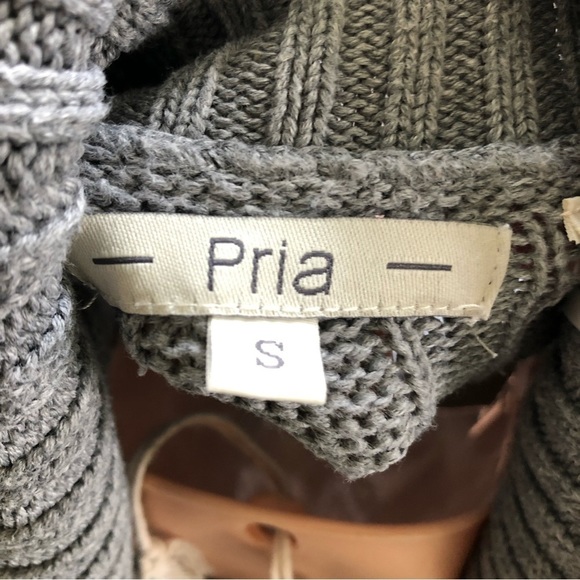 — Pria —
S